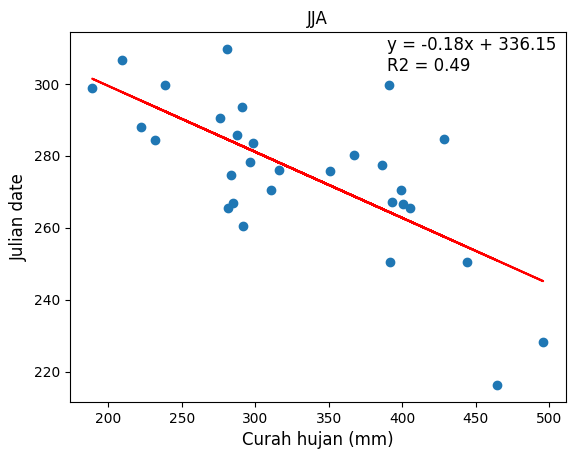 JJA
y = -0.18x + 336.15
R2 = 0.49
Julian date
300
280
260
240
220
200
250
300
350
400
450
500
Curah hujan (mm)